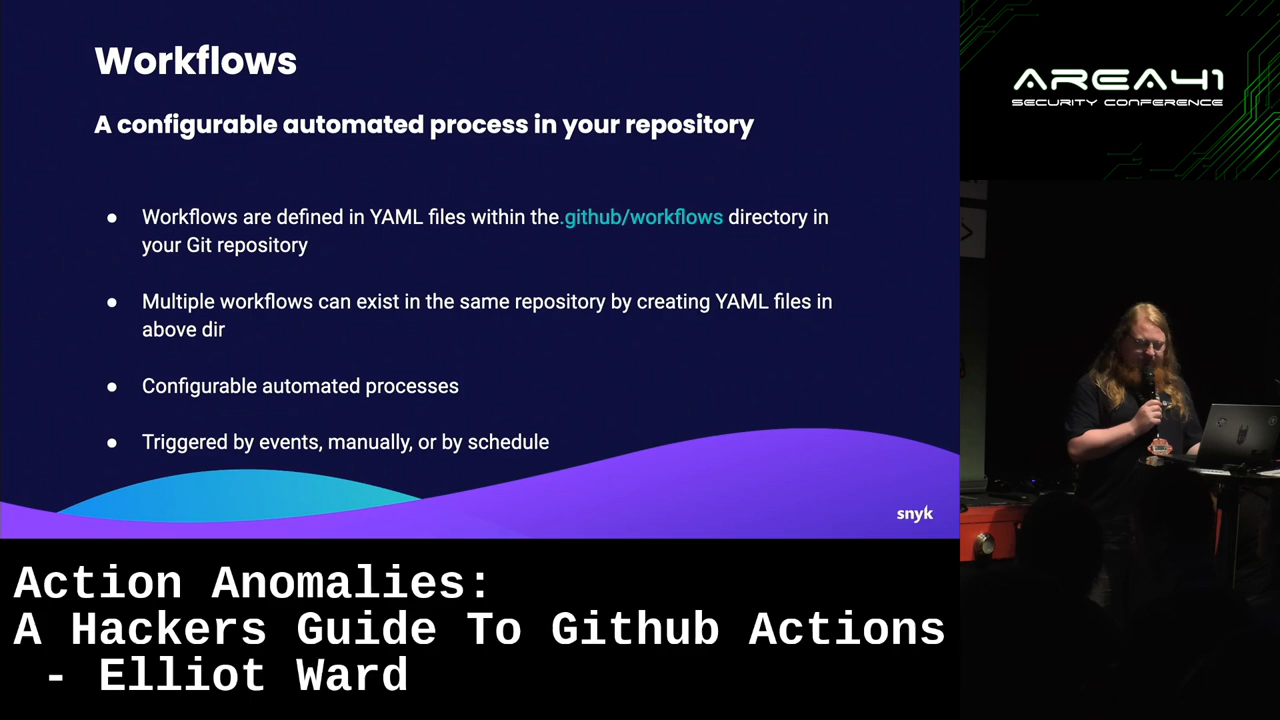 Workflows
A configurable automated process in your repository
● Workflows are defined in YAML files within the.github/workflows directory in
your Git repository
● Multiple workflows can exist in the same repository by creating YAML files in
above dir
● Configurable automated processes
● Triggered by events, manually, or by schedule
snyk
AREA41
SECURITY CONFERENCE
Action Anomalies:
A Hackers Guide To Github Actions
- Elliot Ward